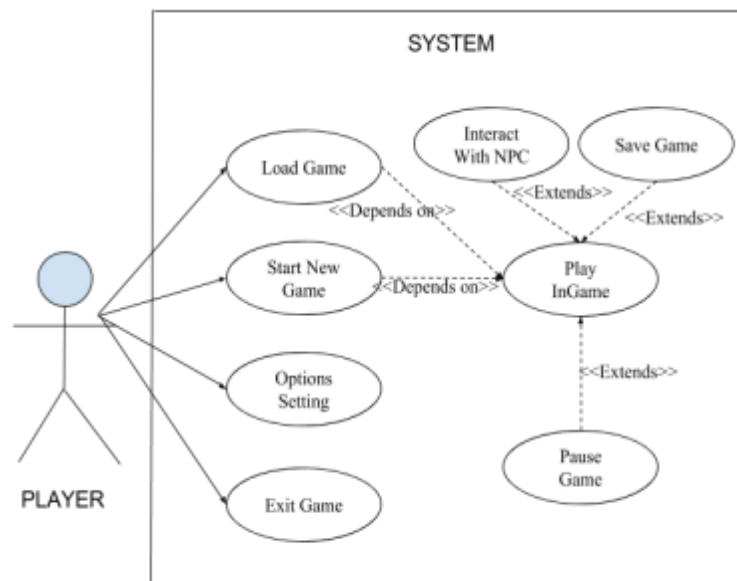 SYSTEM
Interact
With NPC
Save Game
Load Game
<<Extends>>
<<Depends on>>
<<Extends>>
Start New
Game
<<Depends on>>
Play
InGame
Options
Setting
<<Extends>>
Pause
Game
PLAYER
Exit Game